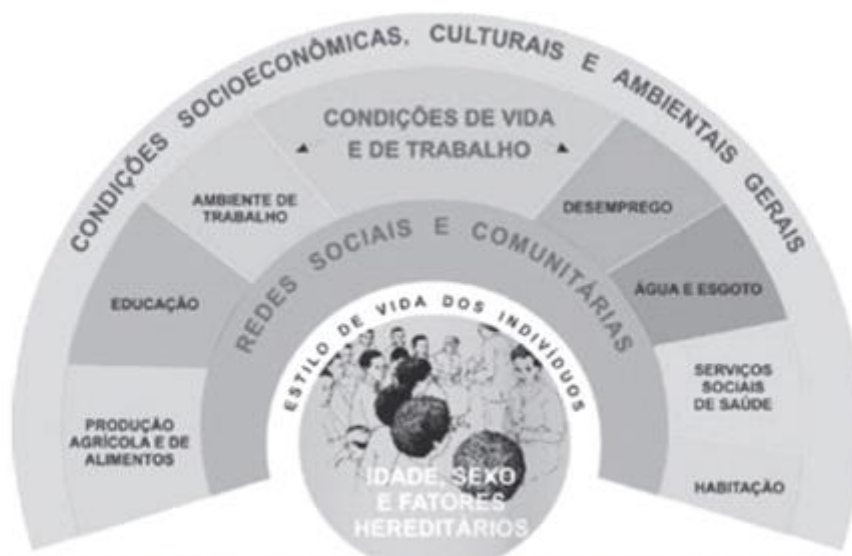 CONDIÇÕES SOCIOECONÔMICAS, CULTURAIS E AMBIENTAIS GERAIS
CONDIÇÕES DE VIDA
E DE TRABALHO
AMBIENTE DE
TRABALHO
DESEMPREGO
EDUCAÇÃO
ÁGUA E ESGOTO
PRODUÇÃO
AGRÍCOLA E DE
ALIMENTOS
SERVIÇOS
SOCIAIS
DE SAÚDE
HABITAÇÃO
REDES SOCIAIS E COMUNITÁRIAS
ESTILO DE VIDA DOS INDIVÍDUOS
IDADE, SEXO
E FATORES
HEREDITÁRIOS